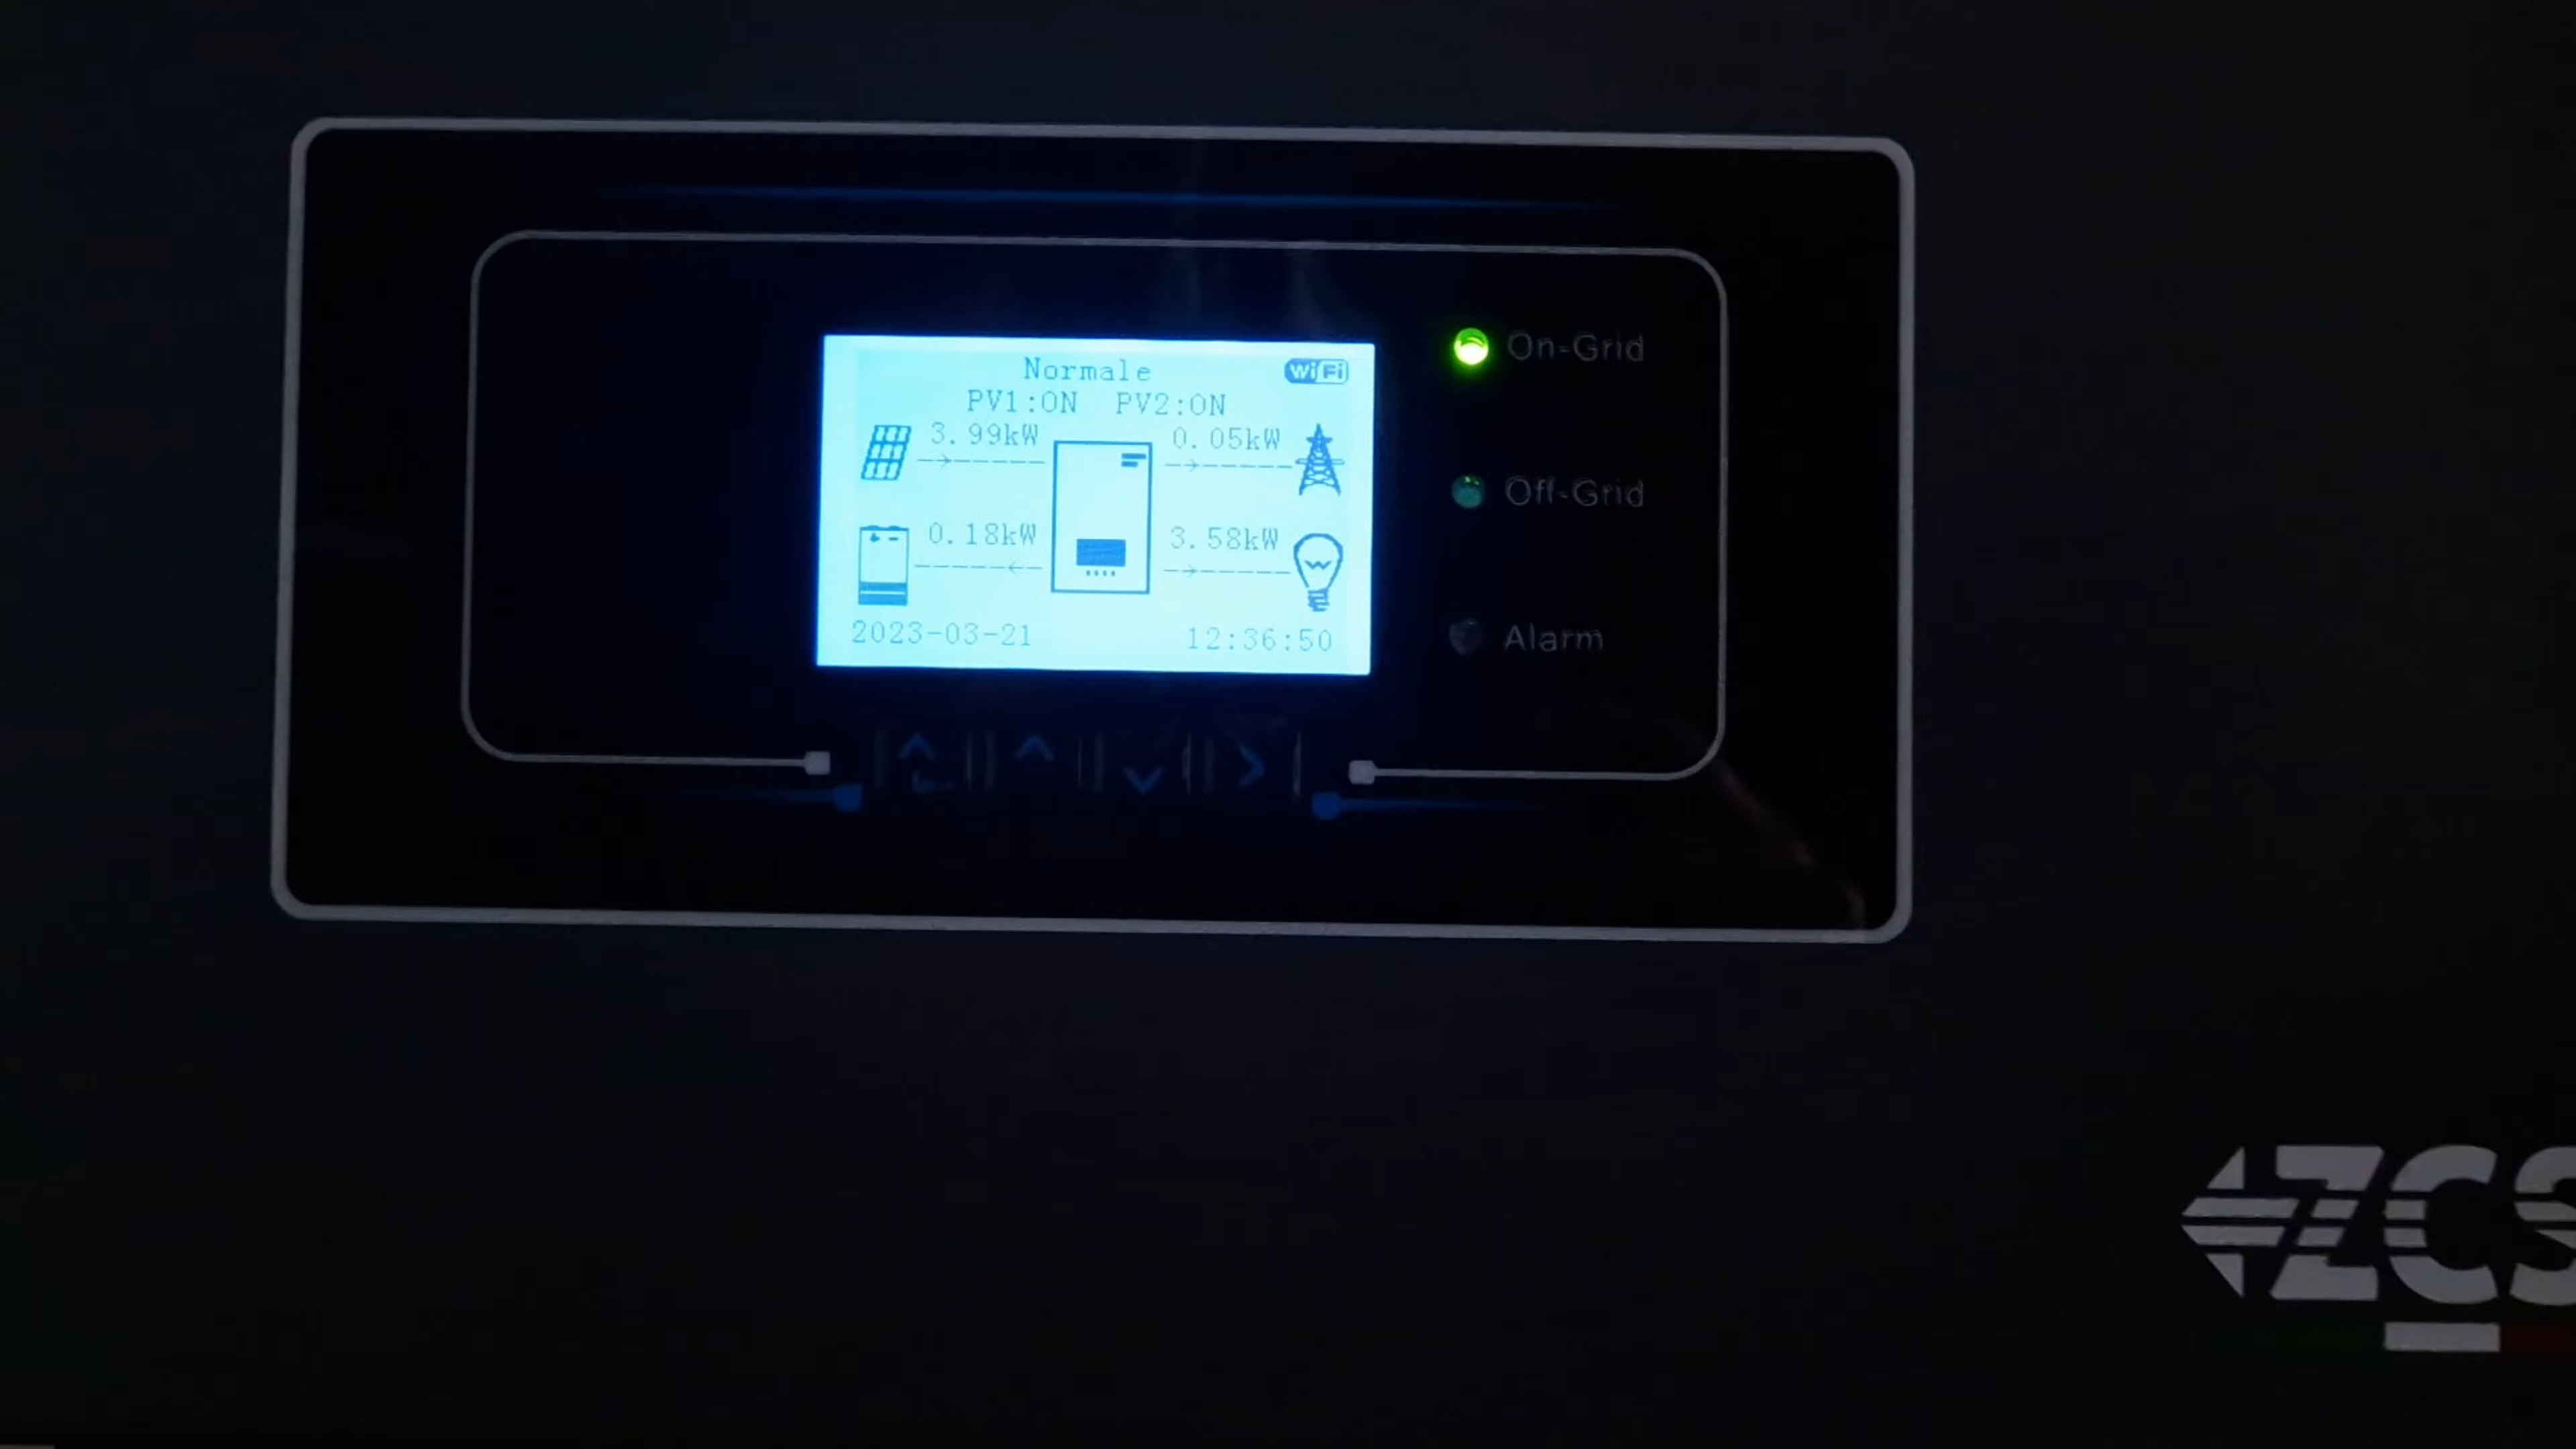 Normale
WiFi
PV1:ON PV2:ON
3.99kW
0.05kW
0.18kW
3.58kW
2023-03-21
12:36:50
On-Grid
Off-Grid
Alarm
ZCS